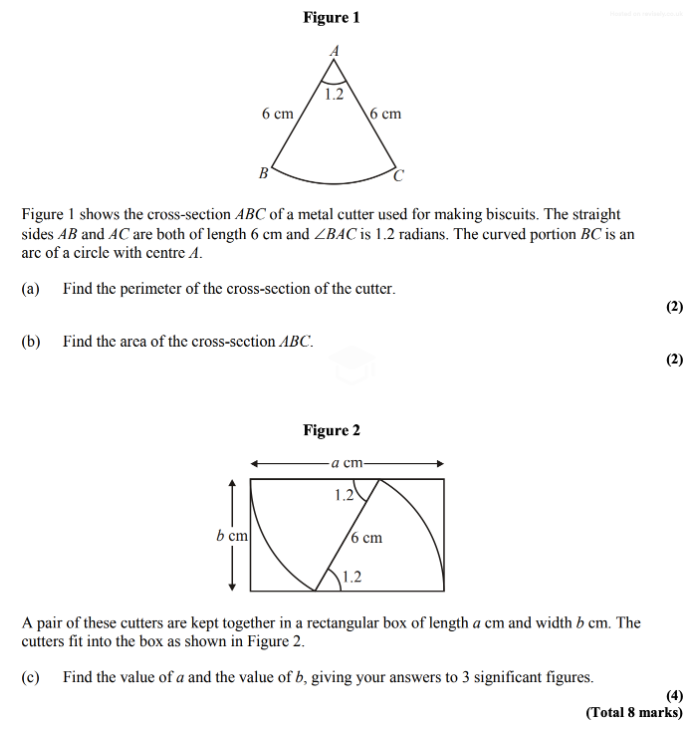 Figure 1
A
1.2
6 cm
6 cm
B
C
Figure 1 shows the cross-section ABC of a metal cutter used for making biscuits. The straight
sides AB and AC are both of length 6 cm and ∠BAC is 1.2 radians. The curved portion BC is an
arc of a circle with centre A.
(a) Find the perimeter of the cross-section of the cutter.
(2)
(b) Find the area of the cross-section ABC.
(2)
Figure 2
a cm
1.2
b cm
6 cm
1.2
A pair of these cutters are kept together in a rectangular box of length a cm and width b cm. The
cutters fit into the box as shown in Figure 2.
(c) Find the value of a and the value of b, giving your answers to 3 significant figures.
(4)
(Total 8 marks)